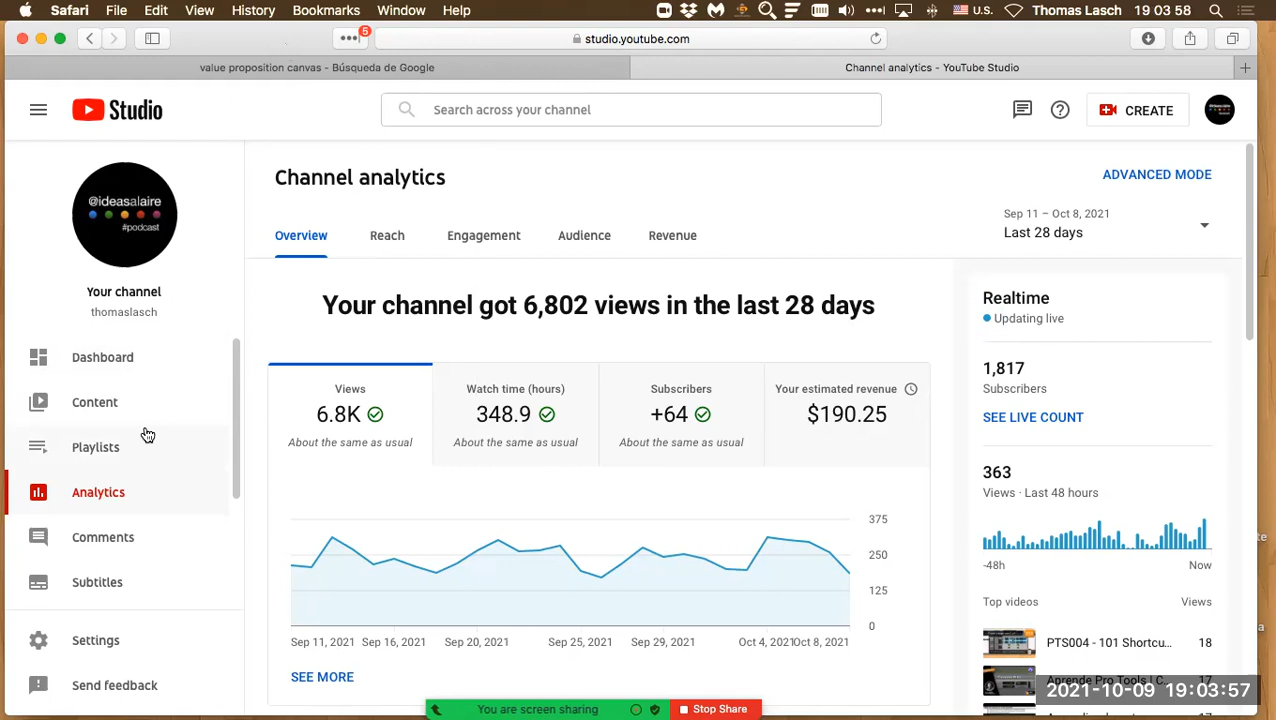 Safari File Edit View History Bookmarks Window Help U.S. Thomas Lasch 19:03:58
5
studio.youtube.com
value proposition canvas - Búsqueda de Google
Channel analytics - YouTube Studio
Studio
Search across your channel
CREATE
@ideasalaire
#podcast
Your channel
thomaslasch
Dashboard
Content
Playlists
Analytics
Comments
Subtitles
Settings
Send feedback
Channel analytics
ADVANCED MODE
Overview Reach Engagement Audience Revenue
Sep 11 – Oct 8, 2021
Last 28 days
Your channel got 6,802 views in the last 28 days
Views
6.8K
About the same as usual
Watch time (hours)
348.9
About the same as usual
Subscribers
+64
About the same as usual
Your estimated revenue
$190.25
375
250
125
0
Sep 16, 2021 Sep 20, 2021 Sep 25, 2021 Sep 29, 2021 Oct 8, 2021
SEE MORE
Realtime
Updating live
1,817
Subscribers
SEE LIVE COUNT
363
Views · Last 48 hours
-48h Now
Top videos Views
PTS004 - 101 Shortcu... 18
Aprende Pro Tools 17
2021-10-09 19:03:57
You are screen sharing
Stop Share